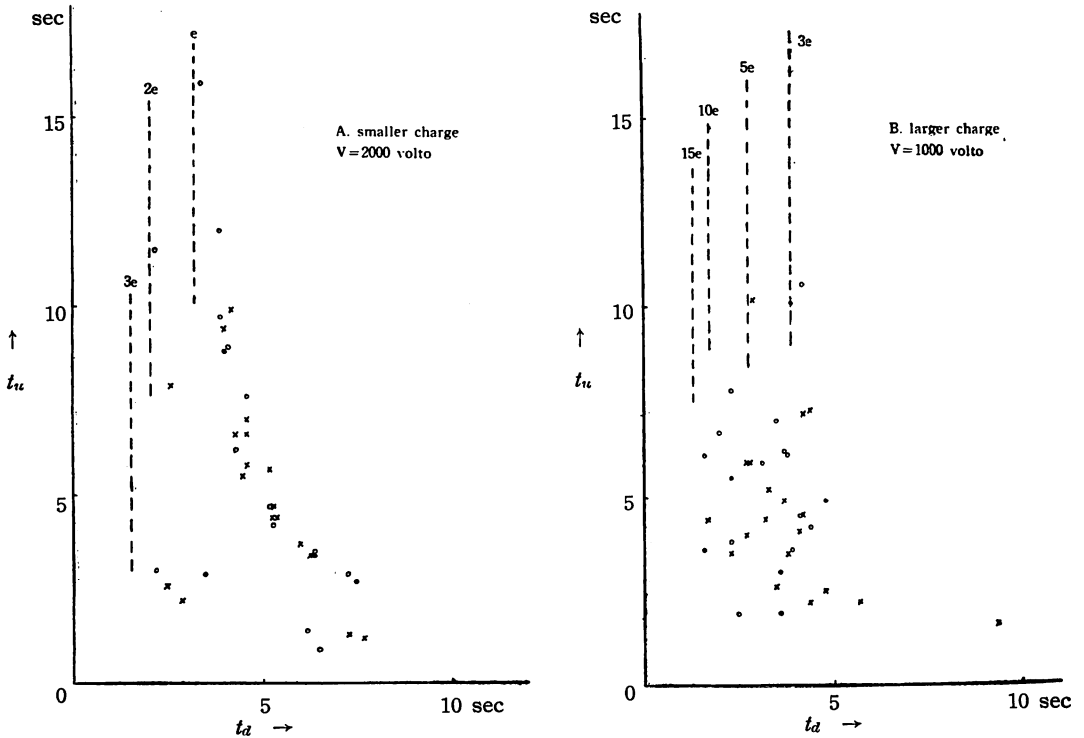 sec
e
2e
15
A. smaller charge
V=2000 volto
3e
10
↑
t_u
5
0
5
10 sec
t_d →
sec
3e
5e
10e
15
15e
B. larger charge
V=1000 volto
10
↑
t_u
5
0
5
10 sec
t_d →